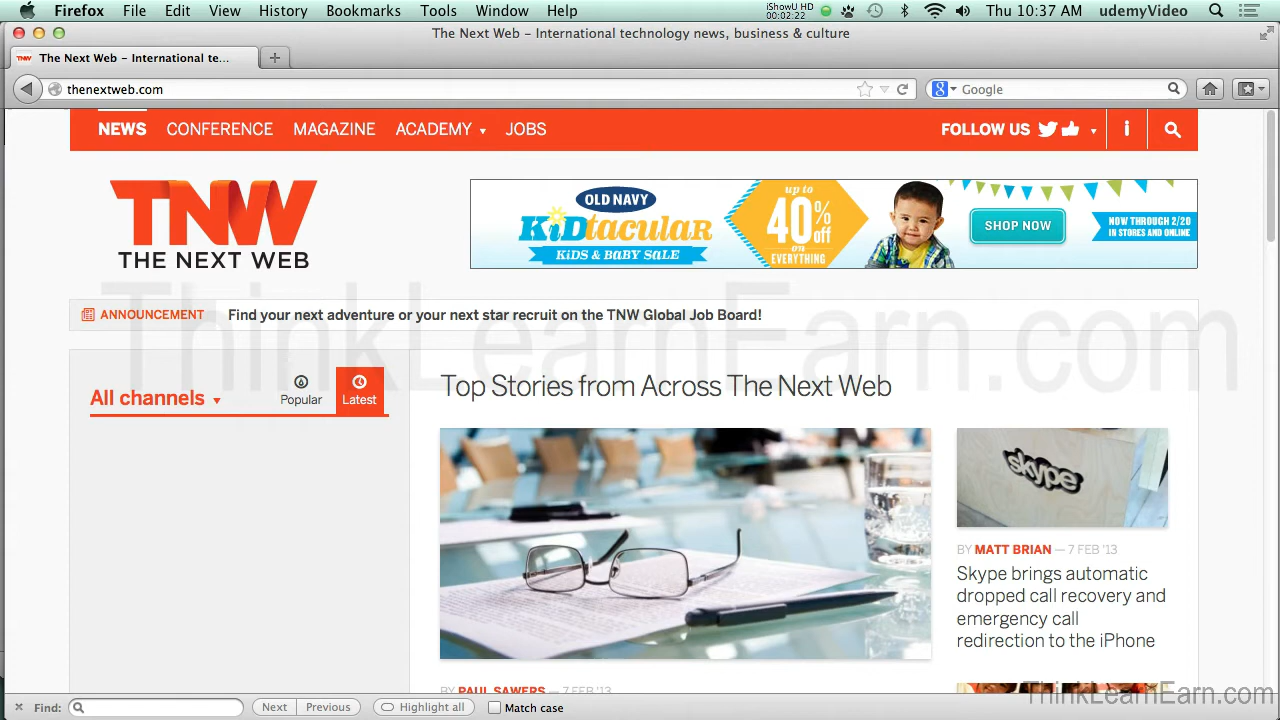 Firefox File Edit View History Bookmarks Tools Window Help iShowU HD 00:02:22 Thu 10:37 AM udemyVideo
The Next Web – International technology news, business & culture
TNW The Next Web – International te... +
thenextweb.com Google
NEWS CONFERENCE MAGAZINE ACADEMY JOBS FOLLOW US i
TNW
THE NEXT WEB
OLD NAVY
KiDtacular
KiDS & BaBY SALE
up to
40% off
on
EVERYTHING
SHOP NOW
NOW THROUGH 2/20
IN STORES AND ONLINE
ThinkLearnEarn.com
ANNOUNCEMENT Find your next adventure or your next star recruit on the TNW Global Job Board!
All channels Popular Latest
Top Stories from Across The Next Web
skype
BY MATT BRIAN — 7 FEB '13
Skype brings automatic
dropped call recovery and
emergency call
redirection to the iPhone
BY PAUL SAWERS — 7 FEB '13
ThinkLearnEarn.com
Find: Next Previous Highlight all Match case